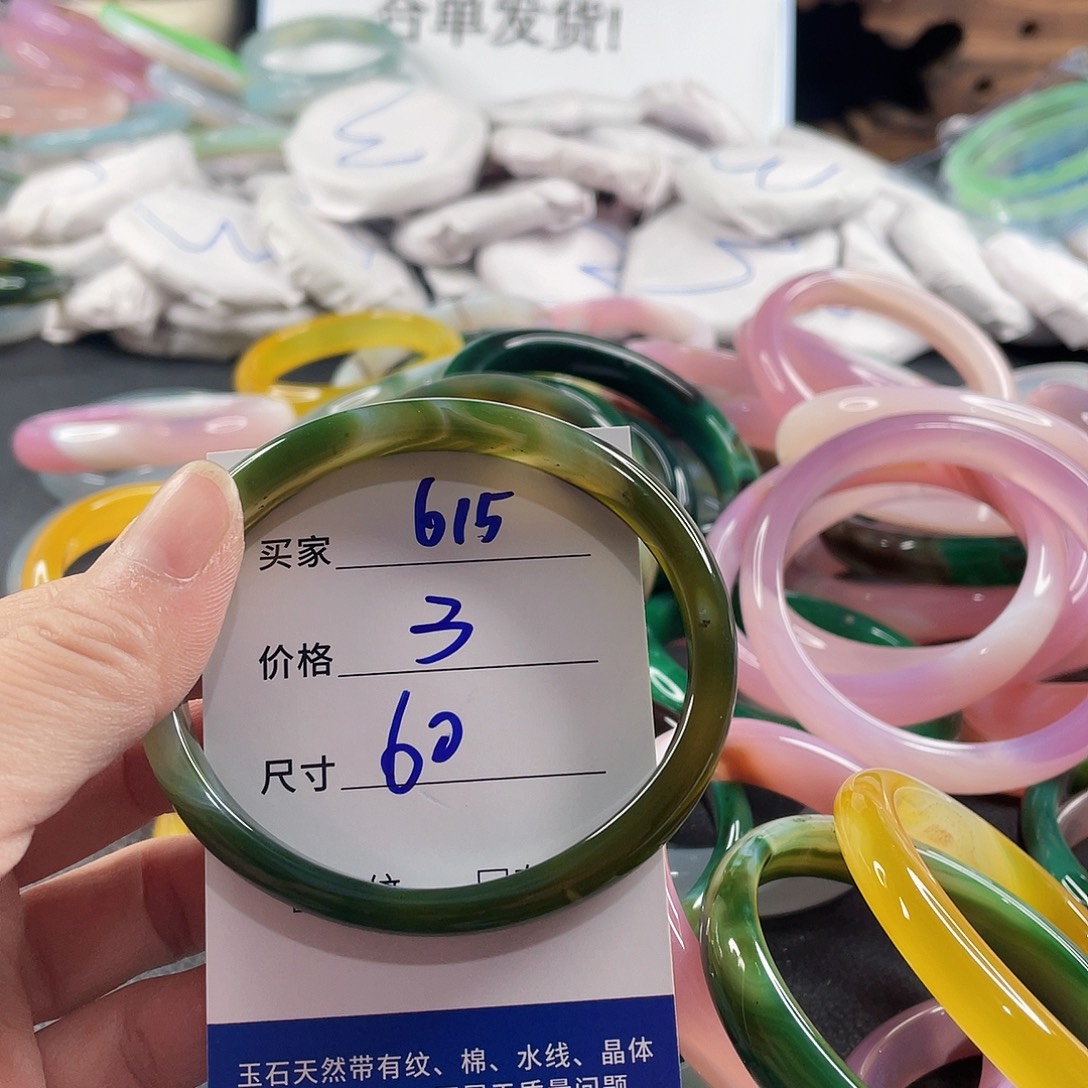 合单发货!
买家 615
价格 3
尺寸 60
玉石天然带有纹、棉、水线、晶体